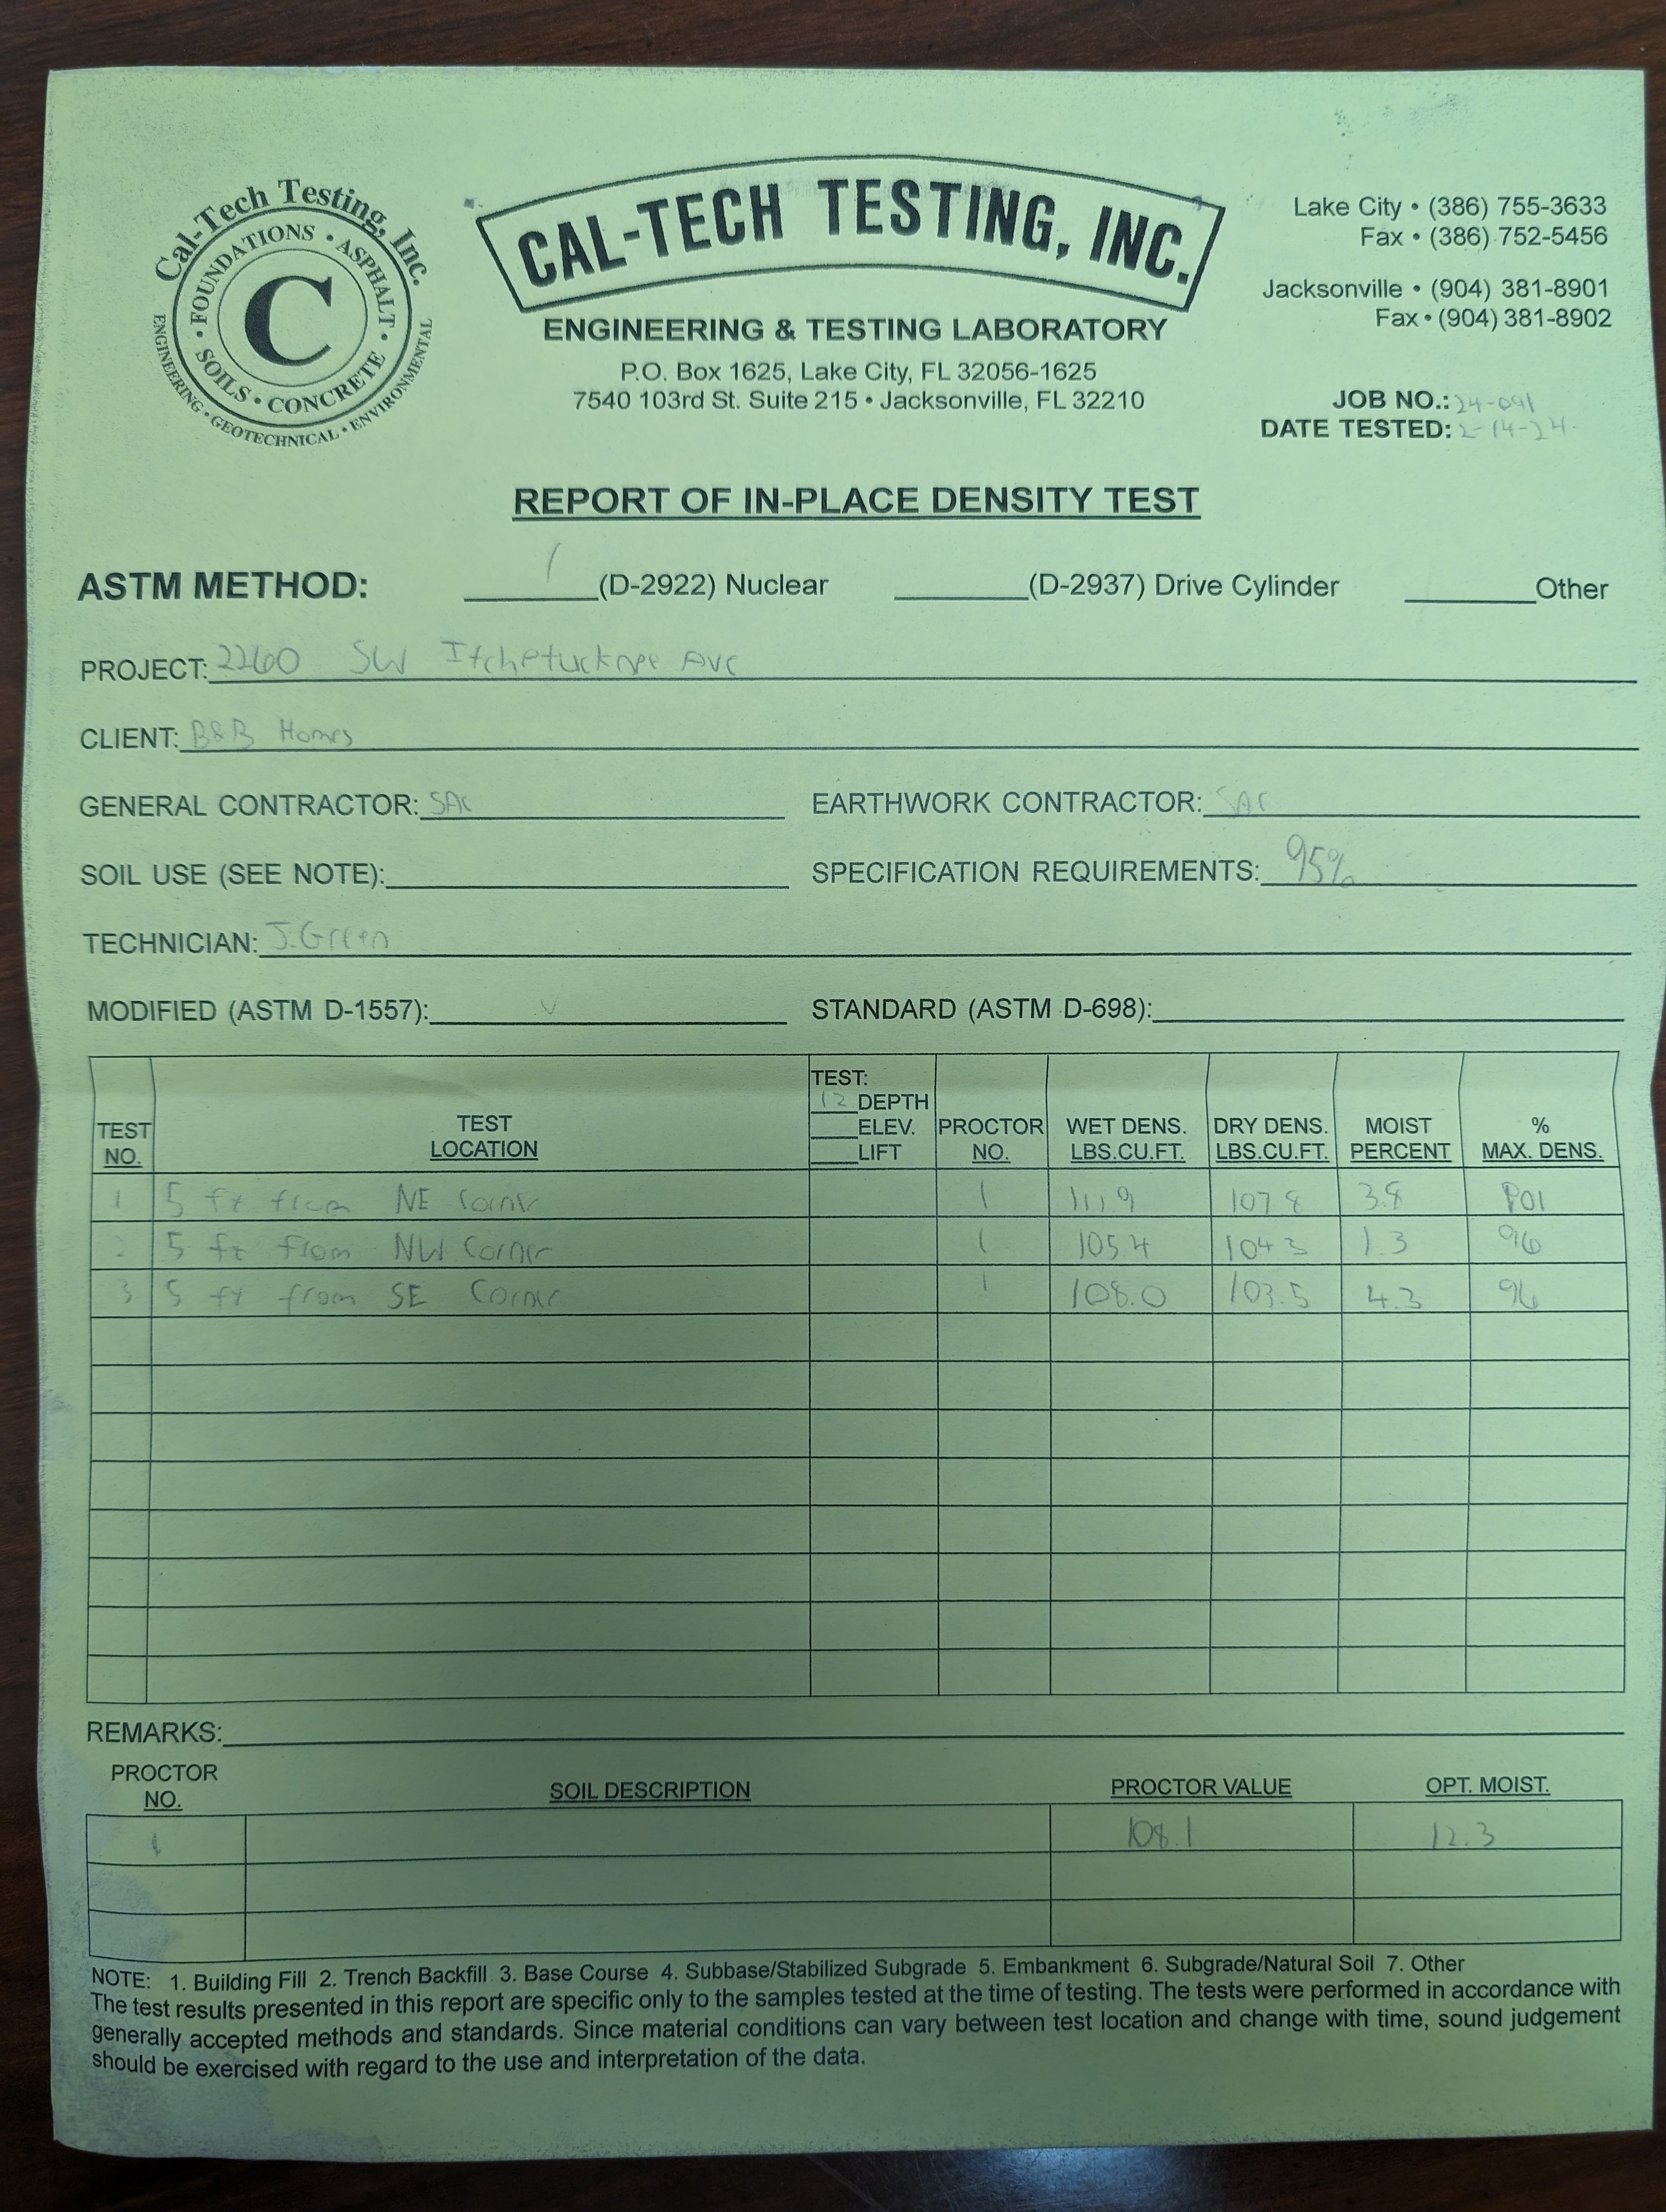 Cal-Tech Testing, Inc.
• FOUNDATIONS • ASPHALT •
SOILS • CONCRETE
ENGINEERING • GEOTECHNICAL • ENVIRONMENTAL
C
CAL-TECH TESTING, INC.
ENGINEERING & TESTING LABORATORY
P.O. Box 1625, Lake City, FL 32056-1625
7540 103rd St. Suite 215 • Jacksonville, FL 32210
Lake City • (386) 755-3633
Fax • (386) 752-5456
Jacksonville • (904) 381-8901
Fax • (904) 381-8902
JOB NO.: 24-091
DATE TESTED: 2-14-24
REPORT OF IN-PLACE DENSITY TEST
ASTM METHOD: / (D-2922) Nuclear (D-2937) Drive Cylinder Other
PROJECT: 2260 SW Itchetucknee Ave
CLIENT: B&B Homes
GENERAL CONTRACTOR: EARTHWORK CONTRACTOR:
SOIL USE (SEE NOTE): SPECIFICATION REQUIREMENTS: 95%
TECHNICIAN: J. Green
MODIFIED (ASTM D-1557): ✓ STANDARD (ASTM D-698):
TEST NO. TEST LOCATION TEST: 12 DEPTH ELEV. LIFT PROCTOR NO. WET DENS. LBS.CU.FT. DRY DENS. LBS.CU.FT. MOIST PERCENT % MAX. DENS.
1 5 ft from NE Corner 1 111.9 107.8 3.8
2 5 ft from NW Corner 1 105.4 104.3 1.3 96
3 5 ft from SE Corner 1 108.0 103.5 4.3 96
REMARKS:
PROCTOR NO. SOIL DESCRIPTION PROCTOR VALUE OPT. MOIST.
1 108.1 12.3
NOTE: 1. Building Fill 2. Trench Backfill 3. Base Course 4. Subbase/Stabilized Subgrade 5. Embankment 6. Subgrade/Natural Soil 7. Other
The test results presented in this report are specific only to the samples tested at the time of testing. The tests were performed in accordance with
generally accepted methods and standards. Since material conditions can vary between test location and change with time, sound judgement
should be exercised with regard to the use and interpretation of the data.